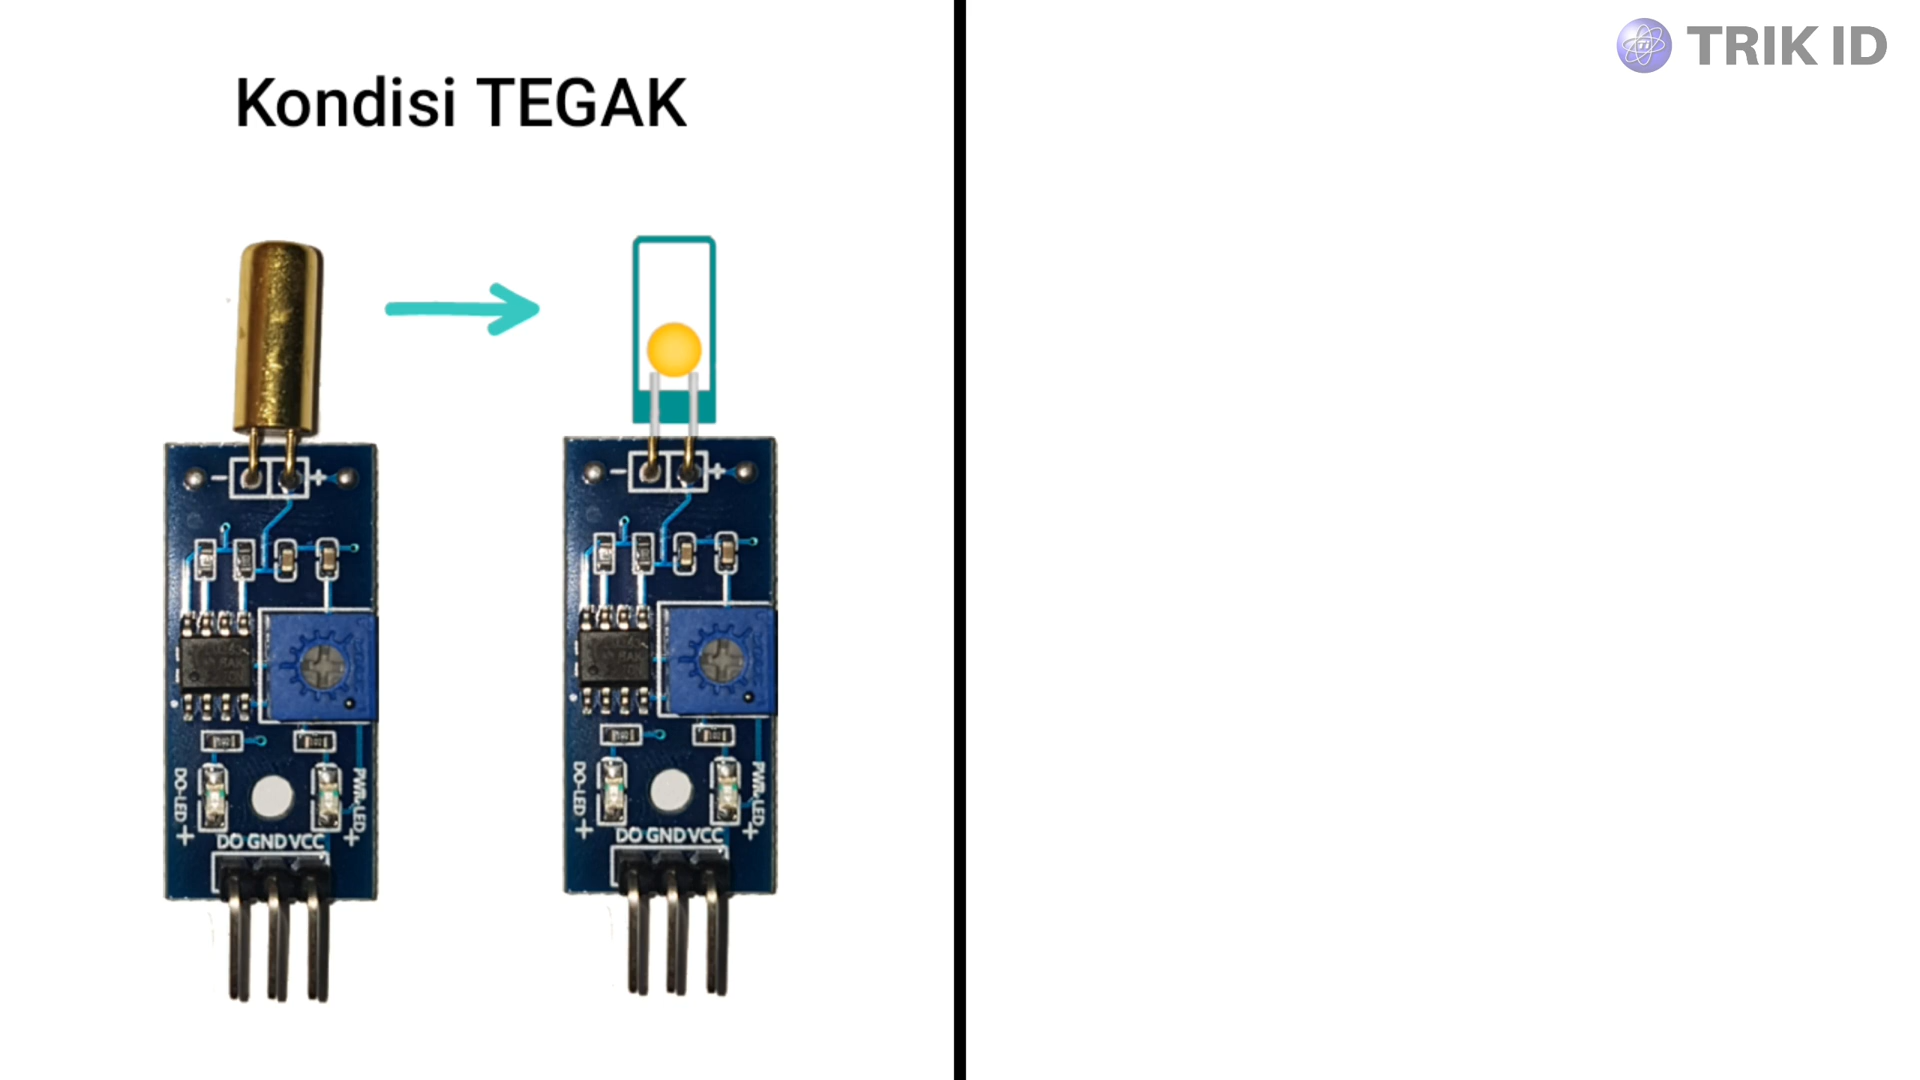 Kondisi TEGAK
TRIK ID
- +
DO-LED
PWR-LED
+ +
DO GND VCC
- +
DO-LED
PWR-LED
+ +
DO GND VCC